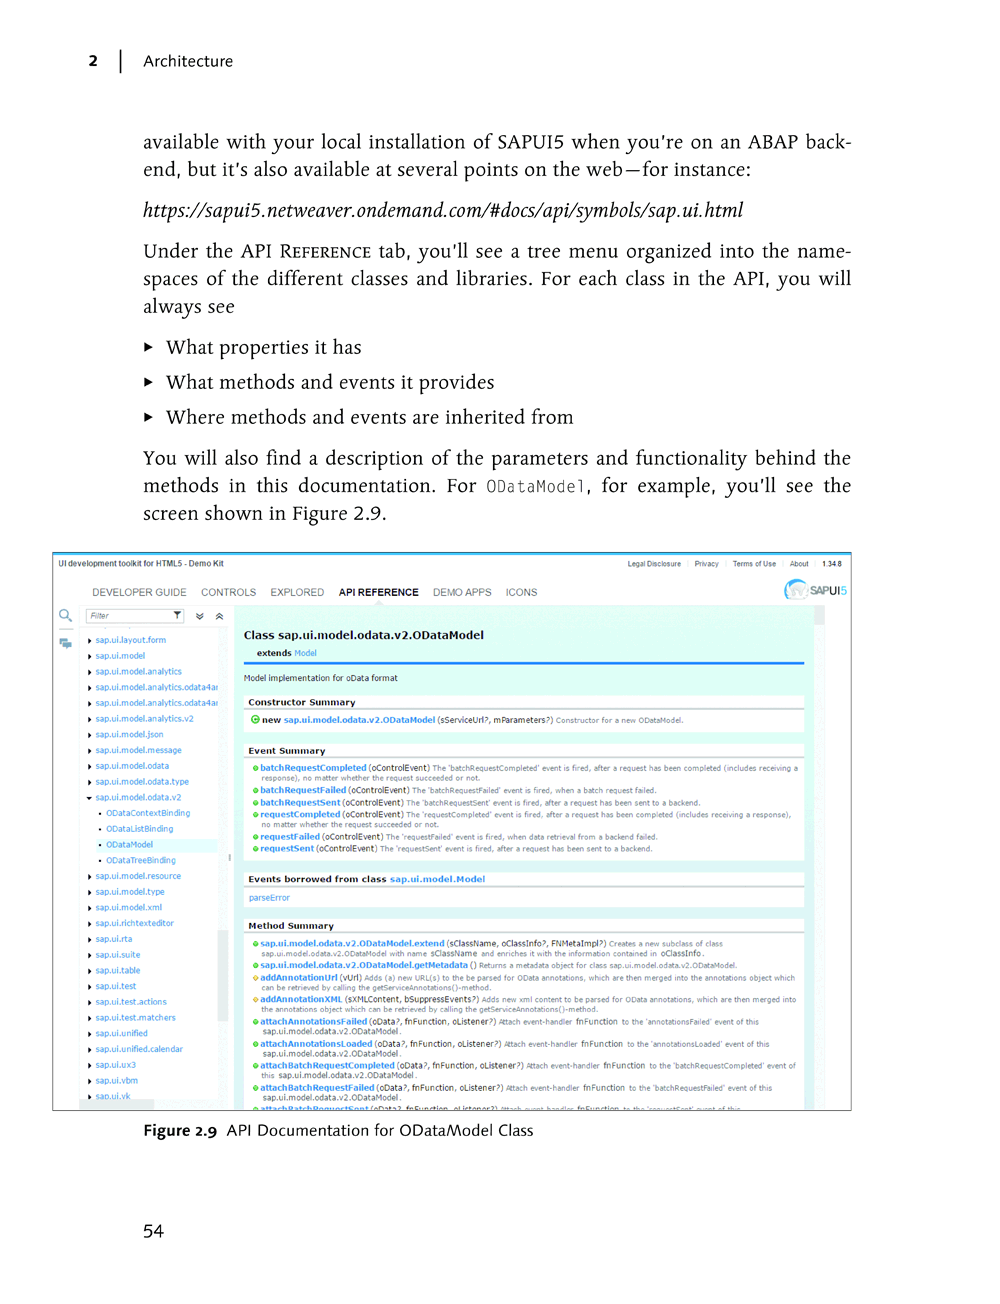 2 Architecture
available with your local installation of SAPUI5 when you're on an ABAP back-
end, but it's also available at several points on the web—for instance:
https://sapui5.netweaver.ondemand.com/#docs/api/symbols/sap.ui.html
Under the API REFERENCE tab, you'll see a tree menu organized into the name-
spaces of the different classes and libraries. For each class in the API, you will
always see
► What properties it has
► What methods and events it provides
► Where methods and events are inherited from
You will also find a description of the parameters and functionality behind the
methods in this documentation. For ODataModel, for example, you'll see the
screen shown in Figure 2.9.
UI development toolkit for HTML5 - Demo Kit
Legal Disclosure Privacy Terms of Use About 1.34.8
DEVELOPER GUIDE CONTROLS EXPLORED API REFERENCE DEMO APPS ICONS
SAPUI5
Filter
sap.ui.layout.form
sap.ui.model
sap.ui.model.analytics
sap.ui.model.analytics.odata4ar
sap.ui.model.analytics.odata4ar
sap.ui.model.analytics.v2
sap.ui.model.json
sap.ui.model.message
sap.ui.model.odata
sap.ui.model.odata.type
sap.ui.model.odata.v2
• ODataContextBinding
• ODataListBinding
• ODataModel
• ODataTreeBinding
sap.ui.model.resource
sap.ui.model.type
sap.ui.model.xml
sap.ui.richtexteditor
sap.ui.rta
sap.ui.suite
sap.ui.table
sap.ui.test
sap.ui.test.actions
sap.ui.test.matchers
sap.ui.unified
sap.ui.unified.calendar
sap.ui.ux3
sap.ui.vbm
sap.ui.vk
Class sap.ui.model.odata.v2.ODataModel
extends Model
Model implementation for oData format
Constructor Summary
new sap.ui.model.odata.v2.ODataModel (sServiceUrl?, mParameters?) Constructor for a new ODataModel.
Event Summary
batchRequestCompleted (oControlEvent) The 'batchRequestCompleted' event is fired, after a request has been completed (includes receiving a
response), no matter whether the request succeeded or not.
batchRequestFailed (oControlEvent) The 'batchRequestFailed' event is fired, when a batch request failed.
batchRequestSent (oControlEvent) The 'batchRequestSent' event is fired, after a request has been sent to a backend.
requestCompleted (oControlEvent) The 'requestCompleted' event is fired, after a request has been completed (includes receiving a response),
no matter whether the request succeeded or not.
requestFailed (oControlEvent) The 'requestFailed' event is fired, when data retrieval from a backend failed.
requestSent (oControlEvent) The 'requestSent' event is fired, after a request has been sent to a backend.
Events borrowed from class sap.ui.model.Model
parseError
Method Summary
sap.ui.model.odata.v2.ODataModel.extend (sClassName, oClassInfo?, FNMetaImpl?) Creates a new subclass of class
sap.ui.model.odata.v2.ODataModel with name sClassName and enriches it with the information contained in oClassInfo.
sap.ui.model.odata.v2.ODataModel.getMetadata () Returns a metadata object for class sap.ui.model.odata.v2.ODataModel.
addAnnotationUrl (vUrl) Adds (a) new URL(s) to the be parsed for OData annotations, which are then merged into the annotations object which
can be retrieved by calling the getServiceAnnotations()-method.
addAnnotationXML (sXMLContent, bSuppressEvents?) Adds new xml content to be parsed for OData annotations, which are then merged into
the annotations object which can be retrieved by calling the getServiceAnnotations()-method.
attachAnnotationsFailed (oData?, fnFunction, oListener?) Attach event-handler fnFunction to the 'annotationsFailed' event of this
sap.ui.model.odata.v2.ODataModel.
attachAnnotationsLoaded (oData?, fnFunction, oListener?) Attach event-handler fnFunction to the 'annotationsLoaded' event of this
sap.ui.model.odata.v2.ODataModel.
attachBatchRequestCompleted (oData?, fnFunction, oListener?) Attach event-handler fnFunction to the 'batchRequestCompleted' event of
this sap.ui.model.odata.v2.ODataModel.
attachBatchRequestFailed (oData?, fnFunction, oListener?) Attach event-handler fnFunction to the 'batchRequestFailed' event of this
sap.ui.model.odata.v2.ODataModel.
attachBatchRequestSent (oData?, fnFunction, oListener?) Attach event-handler fnFunction to the 'requestSent' event of this
Figure 2.9 API Documentation for ODataModel Class
54